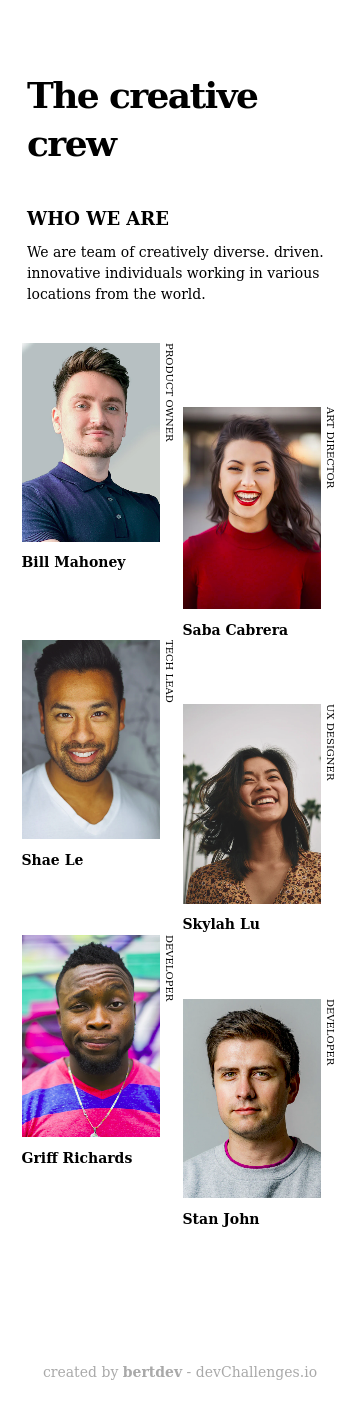 The creative
crew
WHO WE ARE
We are team of creatively diverse. driven.
innovative individuals working in various
locations from the world.
PRODUCT OWNER
Bill Mahoney
ART DIRECTOR
Saba Cabrera
TECH LEAD
Shae Le
UX DESIGNER
Skylah Lu
DEVELOPER
Griff Richards
DEVELOPER
Stan John
created by bertdev - devChallenges.io